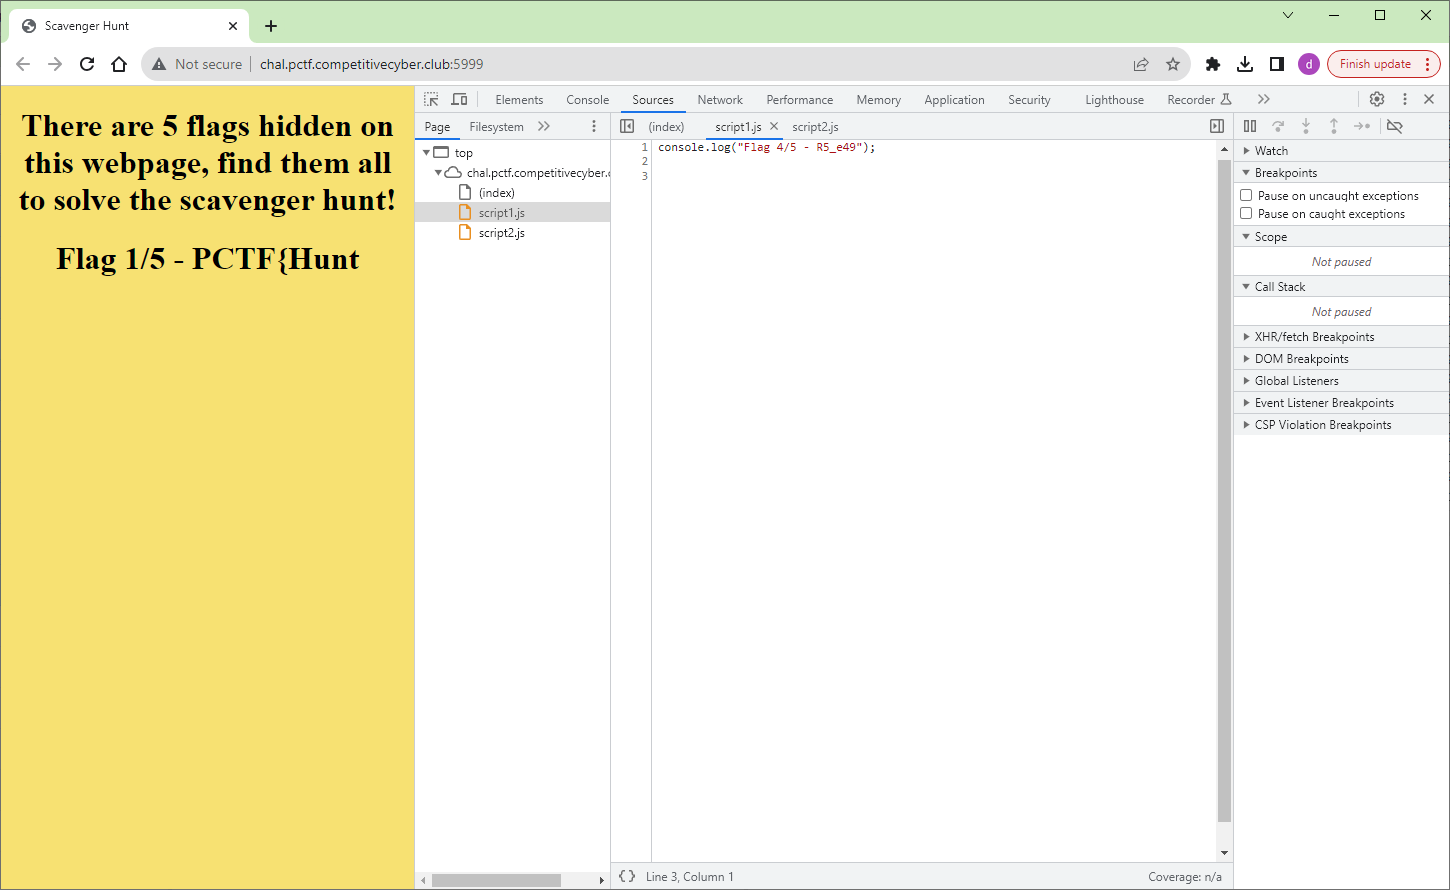 Scavenger Hunt
Not secure
chal.pctf.competitivecyber.club:5999
d
Finish update
There are 5 flags hidden on
this webpage, find them all
to solve the scavenger hunt!
Flag 1/5 - PCTF{Hunt
Elements Console Sources Network Performance Memory Application Security Lighthouse Recorder
Page Filesystem
(index) script1.js script2.js
top
chal.pctf.competitivecyber.c
(index)
script1.js
script2.js
1 console.log("Flag 4/5 - R5_e49");
2
3
Line 3, Column 1
Coverage: n/a
Watch
Breakpoints
Pause on uncaught exceptions
Pause on caught exceptions
Scope
Not paused
Call Stack
Not paused
XHR/fetch Breakpoints
DOM Breakpoints
Global Listeners
Event Listener Breakpoints
CSP Violation Breakpoints